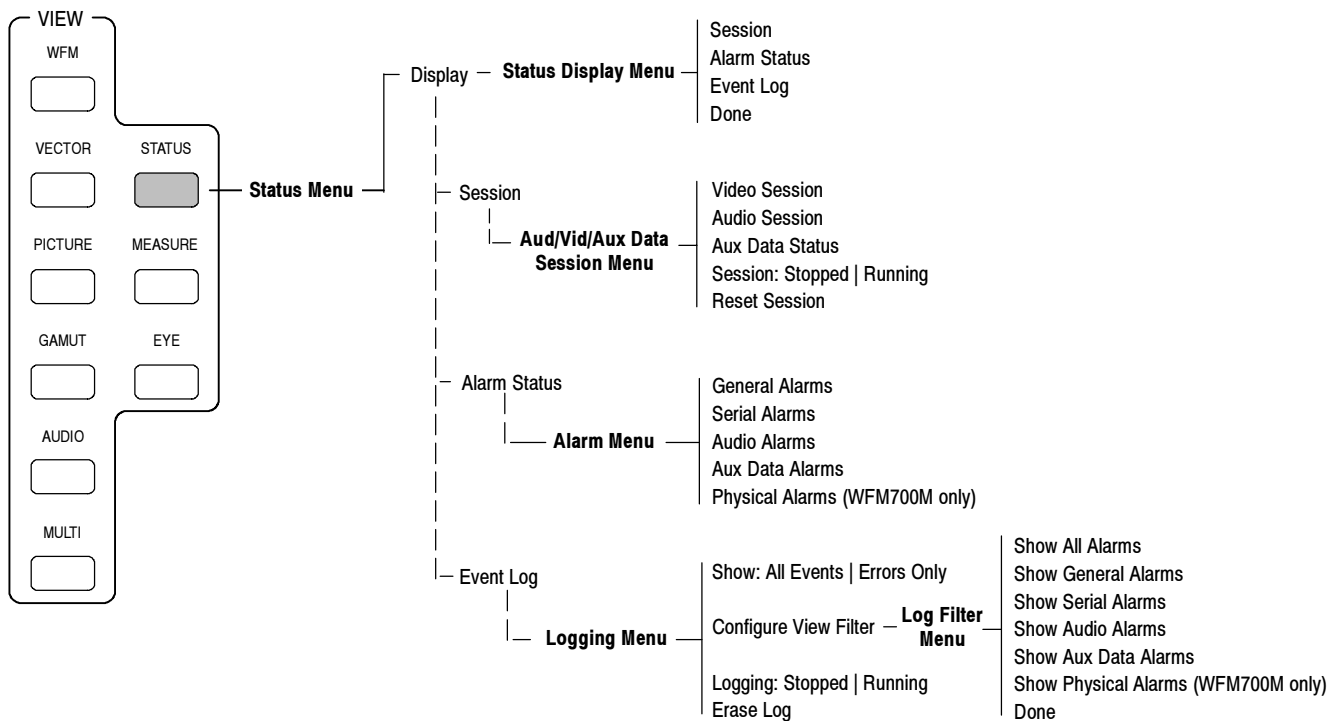 VIEW
WFM
VECTOR
STATUS
PICTURE
MEASURE
GAMUT
EYE
AUDIO
MULTI
Status Menu
Display
Status Display Menu
Session
Alarm Status
Event Log
Done
Session
Aud/Vid/Aux Data
Session Menu
Video Session
Audio Session
Aux Data Status
Session: Stopped | Running
Reset Session
Alarm Status
Alarm Menu
General Alarms
Serial Alarms
Audio Alarms
Aux Data Alarms
Physical Alarms (WFM700M only)
Event Log
Logging Menu
Show: All Events | Errors Only
Configure View Filter
Logging: Stopped | Running
Erase Log
Log Filter
Menu
Show All Alarms
Show General Alarms
Show Serial Alarms
Show Audio Alarms
Show Aux Data Alarms
Show Physical Alarms (WFM700M only)
Done